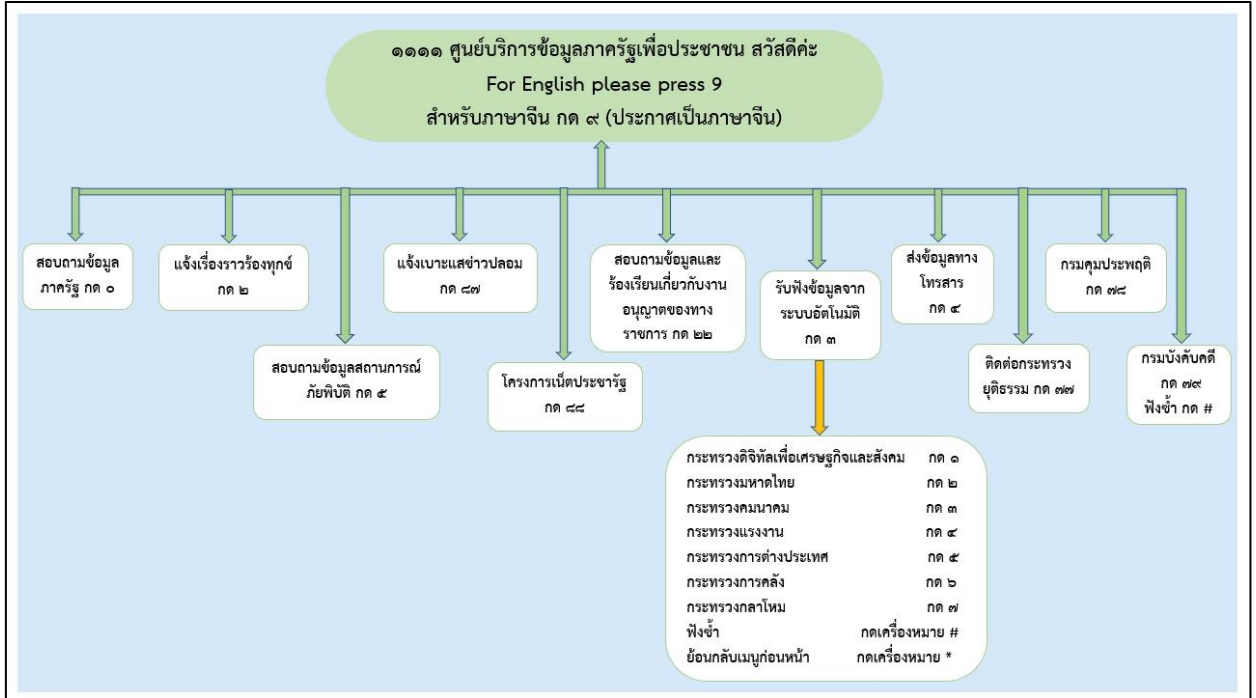 ๑๑๑๑ ศูนย์บริการข้อมูลภาครัฐเพื่อประชาชน สวัสดีค่ะ
For English please press 9
สำหรับภาษาจีน กด ๙ (ประกาศเป็นภาษาจีน)
สอบถามข้อมูล
ภาครัฐ กด ๐
แจ้งเรื่องราวร้องทุกข์
กด ๒
สอบถามข้อมูลสถานการณ์
ภัยพิบัติ กด ๕
แจ้งเบาะแสข่าวปลอม
กด ๘๗
โครงการเน็ตประชารัฐ
กด ๘๘
สอบถามข้อมูลและ
ร้องเรียนเกี่ยวกับงาน
อนุญาตของทาง
ราชการ กด ๒๒
รับฟังข้อมูลจาก
ระบบอัตโนมัติ
กด ๓
ส่งข้อมูลทาง
โทรสาร
กด ๔
ติดต่อกระทรวง
ยุติธรรม กด ๗๗
กรมคุมประพฤติ
กด ๗๘
กรมบังคับคดี
กด ๗๙
ฟังซ้ำ กด #
กระทรวงดิจิทัลเพื่อเศรษฐกิจและสังคม กด ๑
กระทรวงมหาดไทย กด ๒
กระทรวงคมนาคม กด ๓
กระทรวงแรงงาน กด ๔
กระทรวงการต่างประเทศ กด ๕
กระทรวงการคลัง กด ๖
กระทรวงกลาโหม กด ๗
ฟังซ้ำ กดเครื่องหมาย #
ย้อนกลับเมนูก่อนหน้า กดเครื่องหมาย *